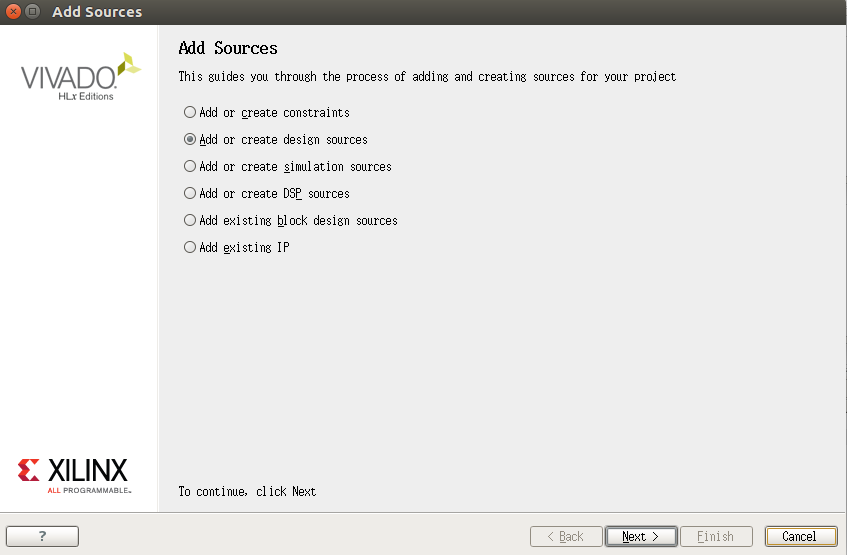 Add Sources
VIVADO.
HLx Editions
Add Sources
This guides you through the process of adding and creating sources for your project
Add or create constraints
Add or create design sources
Add or create simulation sources
Add or create DSP sources
Add existing block design sources
Add existing IP
XILINX
ALL PROGRAMMABLE™
To continue, click Next
?
< Back
Next >
Finish
Cancel